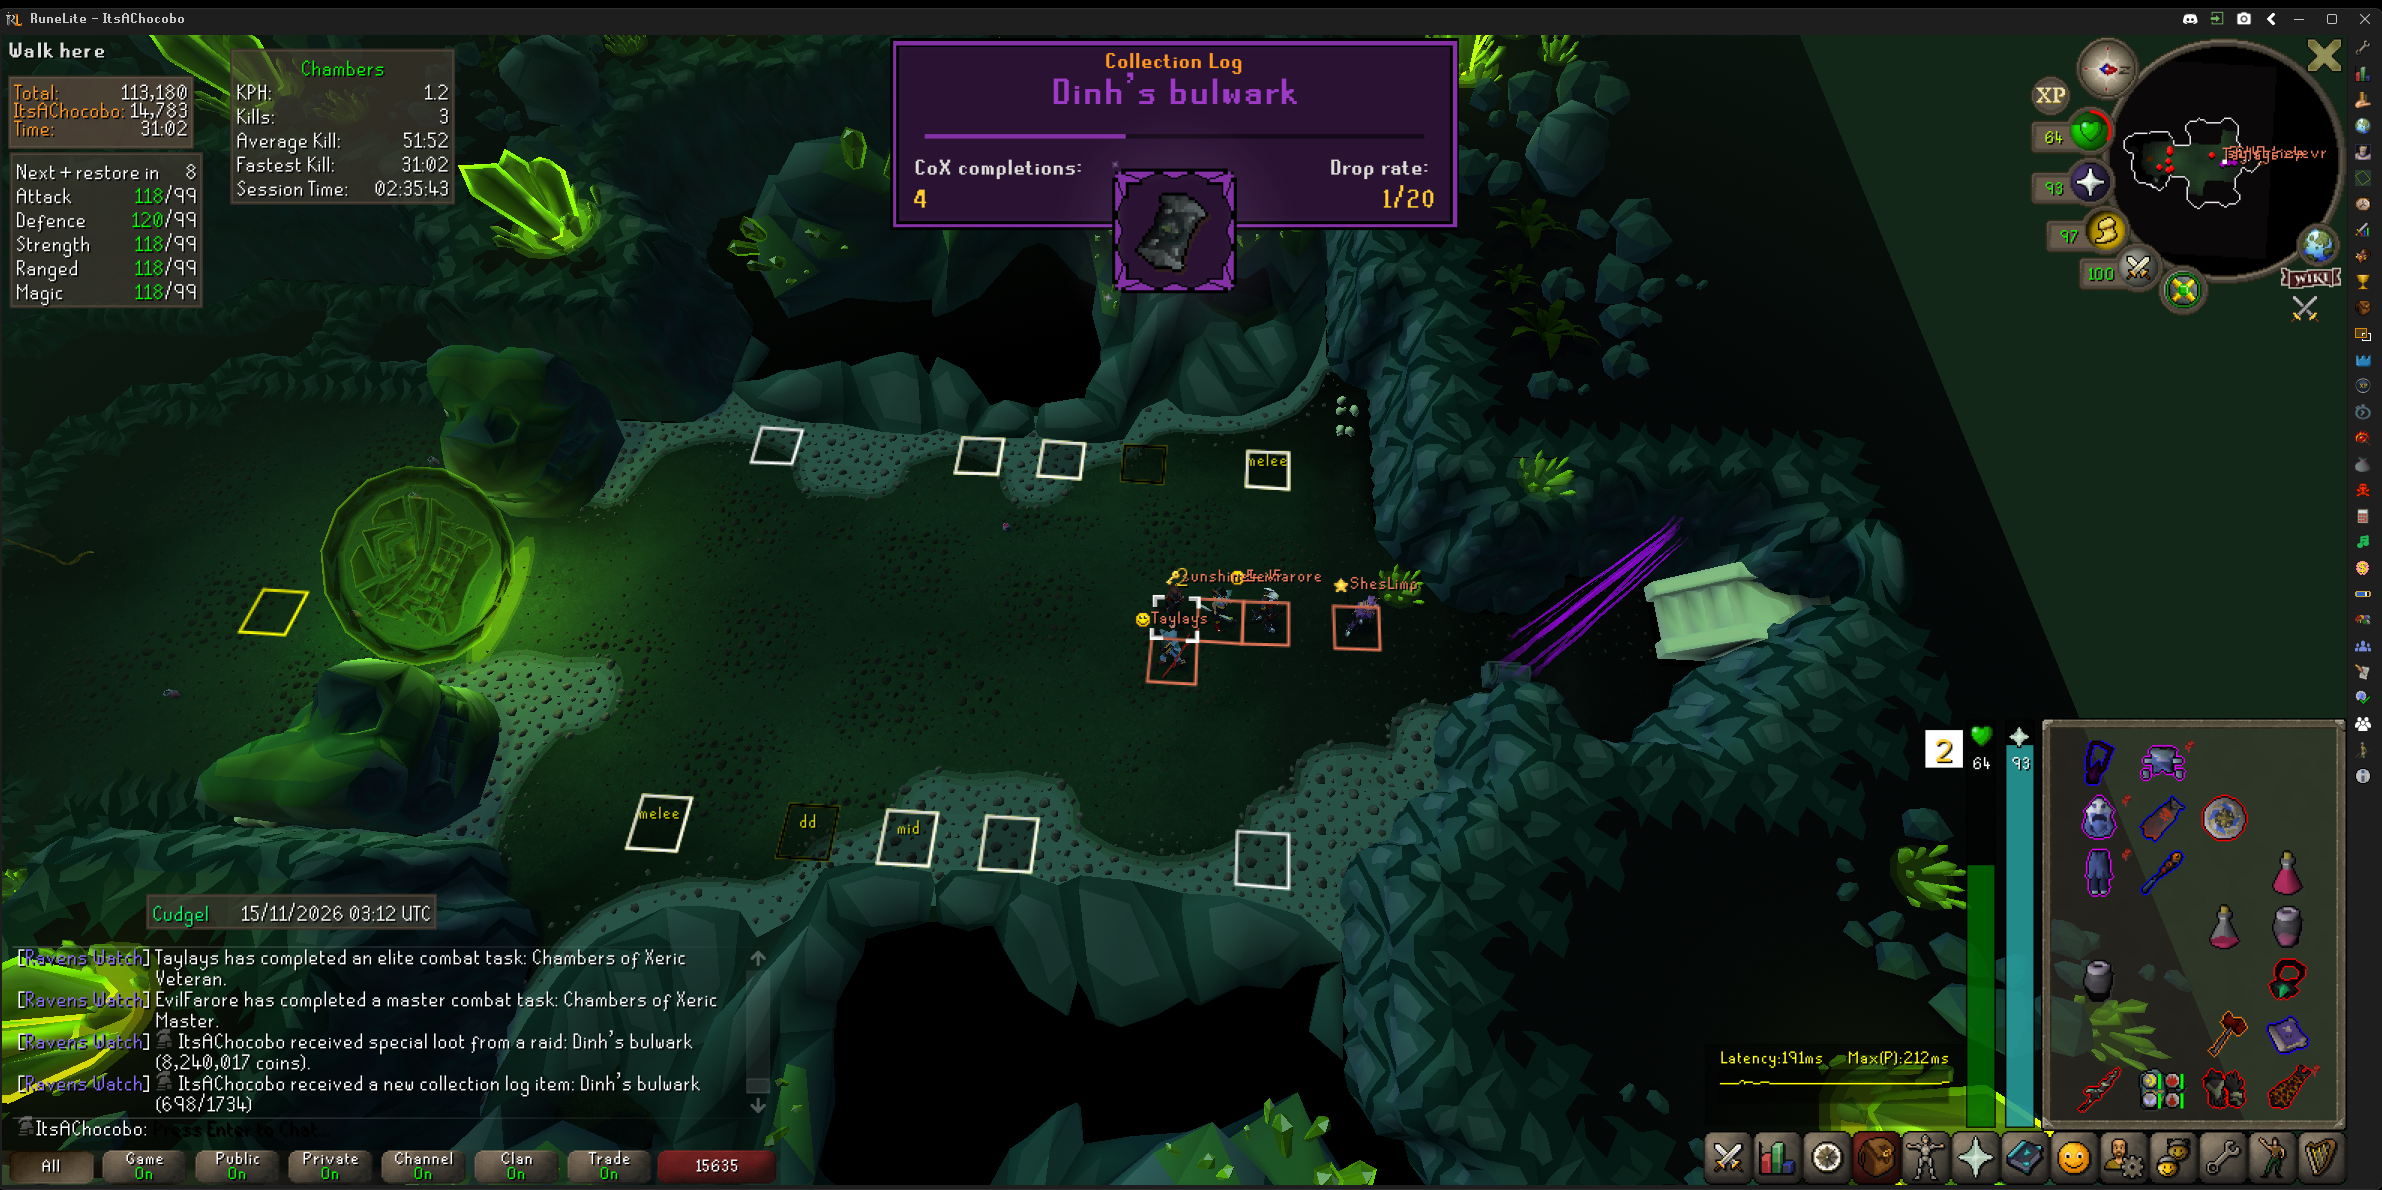 RuneLite - ItsAChocobo
Walk here
Total: 113,180
ItsAChocobo: 14,783
Time: 31:02
Next + restore in 8
Attack 118/99
Defence 120/99
Strength 118/99
Ranged 118/99
Magic 118/99
Chambers
KPH: 1.2
Kills: 3
Average Kill: 51:52
Fastest Kill: 31:02
Session Time: 02:35:43
Collection Log
Dinh's bulwark
CoX completions:
4
Drop rate:
1/20
XP
64
93
97
100
WIKI
melee
ShesLimp
Taylays
melee
dd
mid
2
64
93
Cudgel 15/11/2026 03:12 UTC
[Ravens Watch] Taylays has completed an elite combat task: Chambers of Xeric
Veteran.
[Ravens Watch] EvilFarore has completed a master combat task: Chambers of Xeric
Master.
[Ravens Watch] ItsAChocobo received special loot from a raid: Dinh's bulwark
(8,240,017 coins).
[Ravens Watch] ItsAChocobo received a new collection log item: Dinh's bulwark
(698/1734)
ItsAChocobo: Press Enter to Chat...
Latency:191ms Max(P):212ms
All
Game
On
Public
On
Private
On
Channel
On
Clan
On
Trade
On
15635